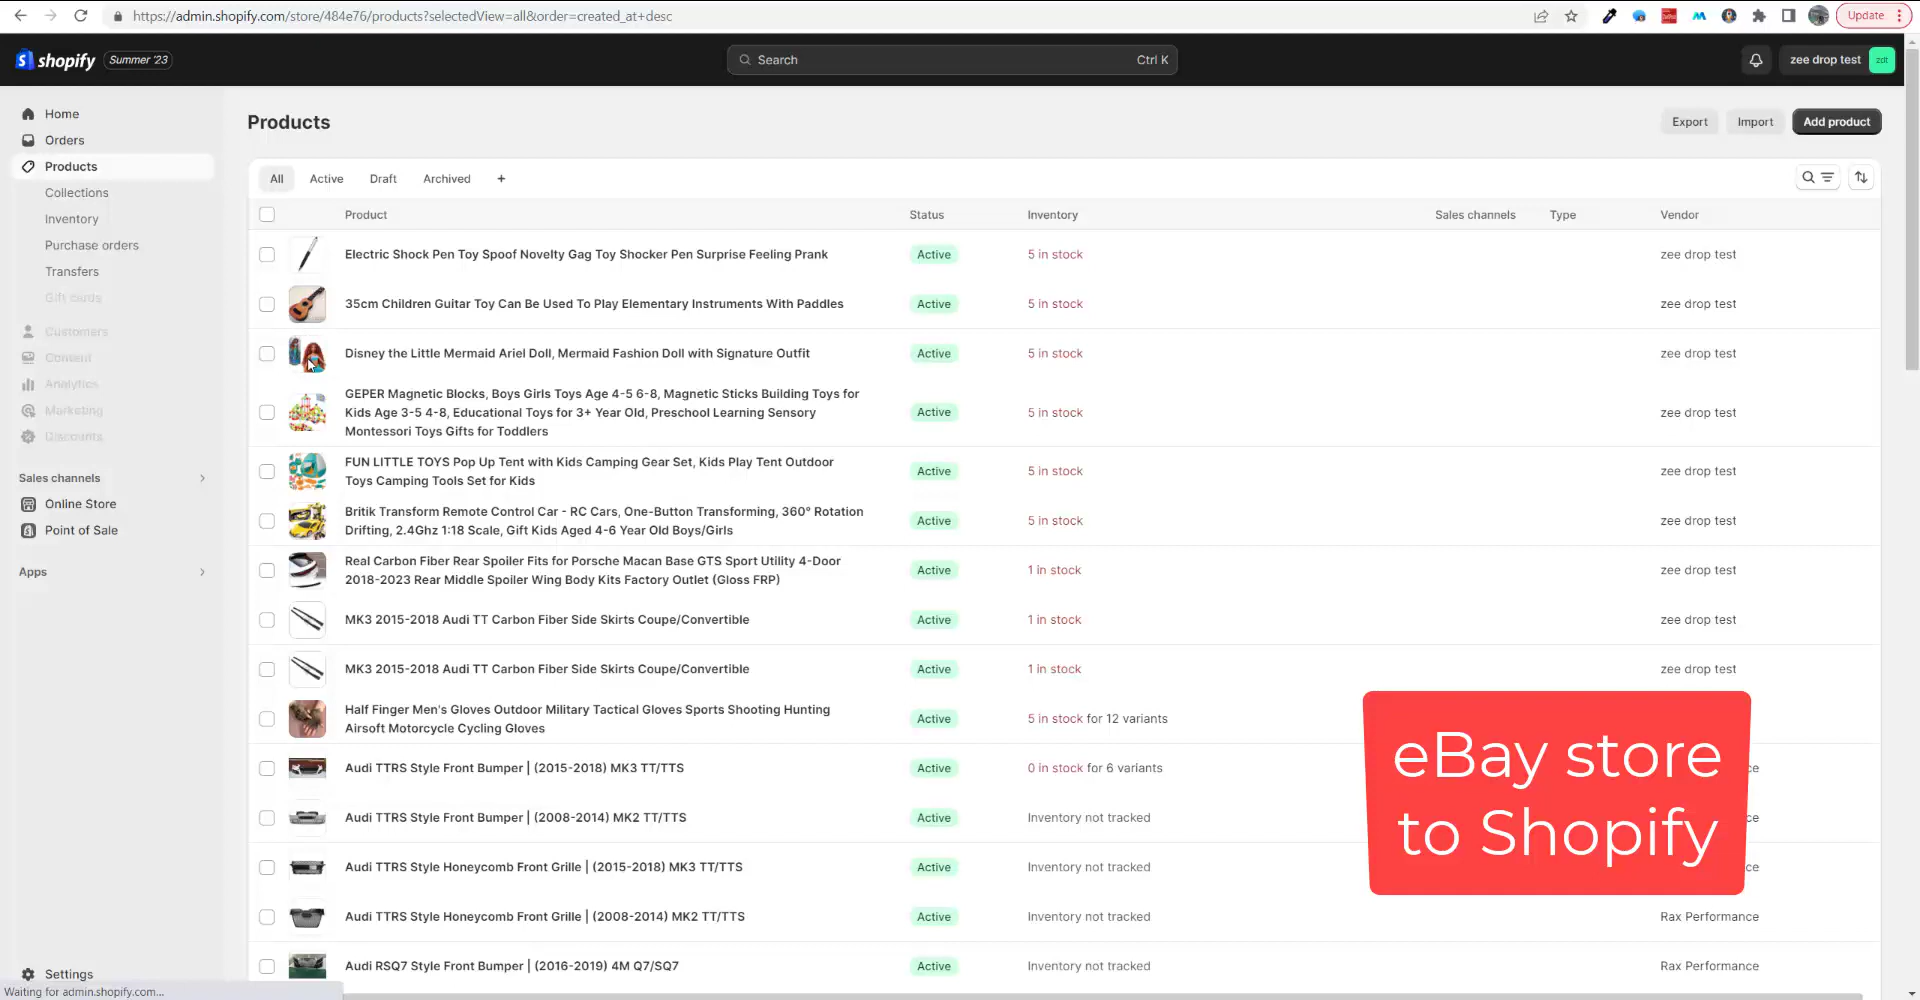 https://admin.shopify.com/store/484e76/products?selectedView=all&order=created_at+desc
Update
shopify
Summer '23
Search
Ctrl K
zee drop test
zdt
Home
Orders
Products
Collections
Inventory
Purchase orders
Transfers
Gift cards
Customers
Content
Analytics
Marketing
Discounts
Sales channels
Online Store
Point of Sale
Apps
Settings
Waiting for admin.shopify.com...
Products
Export
Import
Add product
All
Active
Draft
Archived
+
Product
Status
Inventory
Sales channels
Type
Vendor
Electric Shock Pen Toy Spoof Novelty Gag Toy Shocker Pen Surprise Feeling Prank
Active
5 in stock
zee drop test
35cm Children Guitar Toy Can Be Used To Play Elementary Instruments With Paddles
Active
5 in stock
zee drop test
Disney the Little Mermaid Ariel Doll, Mermaid Fashion Doll with Signature Outfit
Active
5 in stock
zee drop test
GEPER Magnetic Blocks, Boys Girls Toys Age 4-5 6-8, Magnetic Sticks Building Toys for
Kids Age 3-5 4-8, Educational Toys for 3+ Year Old, Preschool Learning Sensory
Montessori Toys Gifts for Toddlers
Active
5 in stock
zee drop test
FUN LITTLE TOYS Pop Up Tent with Kids Camping Gear Set, Kids Play Tent Outdoor
Toys Camping Tools Set for Kids
Active
5 in stock
zee drop test
Britik Transform Remote Control Car - RC Cars, One-Button Transforming, 360° Rotation
Drifting, 2.4Ghz 1:18 Scale, Gift Kids Aged 4-6 Year Old Boys/Girls
Active
5 in stock
zee drop test
Real Carbon Fiber Rear Spoiler Fits for Porsche Macan Base GTS Sport Utility 4-Door
2018-2023 Rear Middle Spoiler Wing Body Kits Factory Outlet (Gloss FRP)
Active
1 in stock
zee drop test
MK3 2015-2018 Audi TT Carbon Fiber Side Skirts Coupe/Convertible
Active
1 in stock
zee drop test
MK3 2015-2018 Audi TT Carbon Fiber Side Skirts Coupe/Convertible
Active
1 in stock
zee drop test
Half Finger Men's Gloves Outdoor Military Tactical Gloves Sports Shooting Hunting
Airsoft Motorcycle Cycling Gloves
Active
5 in stock for 12 variants
Audi TTRS Style Front Bumper | (2015-2018) MK3 TT/TTS
Active
0 in stock for 6 variants
ce
Audi TTRS Style Front Bumper | (2008-2014) MK2 TT/TTS
Active
Inventory not tracked
ce
Audi TTRS Style Honeycomb Front Grille | (2015-2018) MK3 TT/TTS
Active
Inventory not tracked
ce
Audi TTRS Style Honeycomb Front Grille | (2008-2014) MK2 TT/TTS
Active
Inventory not tracked
Rax Performance
Audi RSQ7 Style Front Bumper | (2016-2019) 4M Q7/SQ7
Active
Inventory not tracked
Rax Performance
eBay store
to Shopify